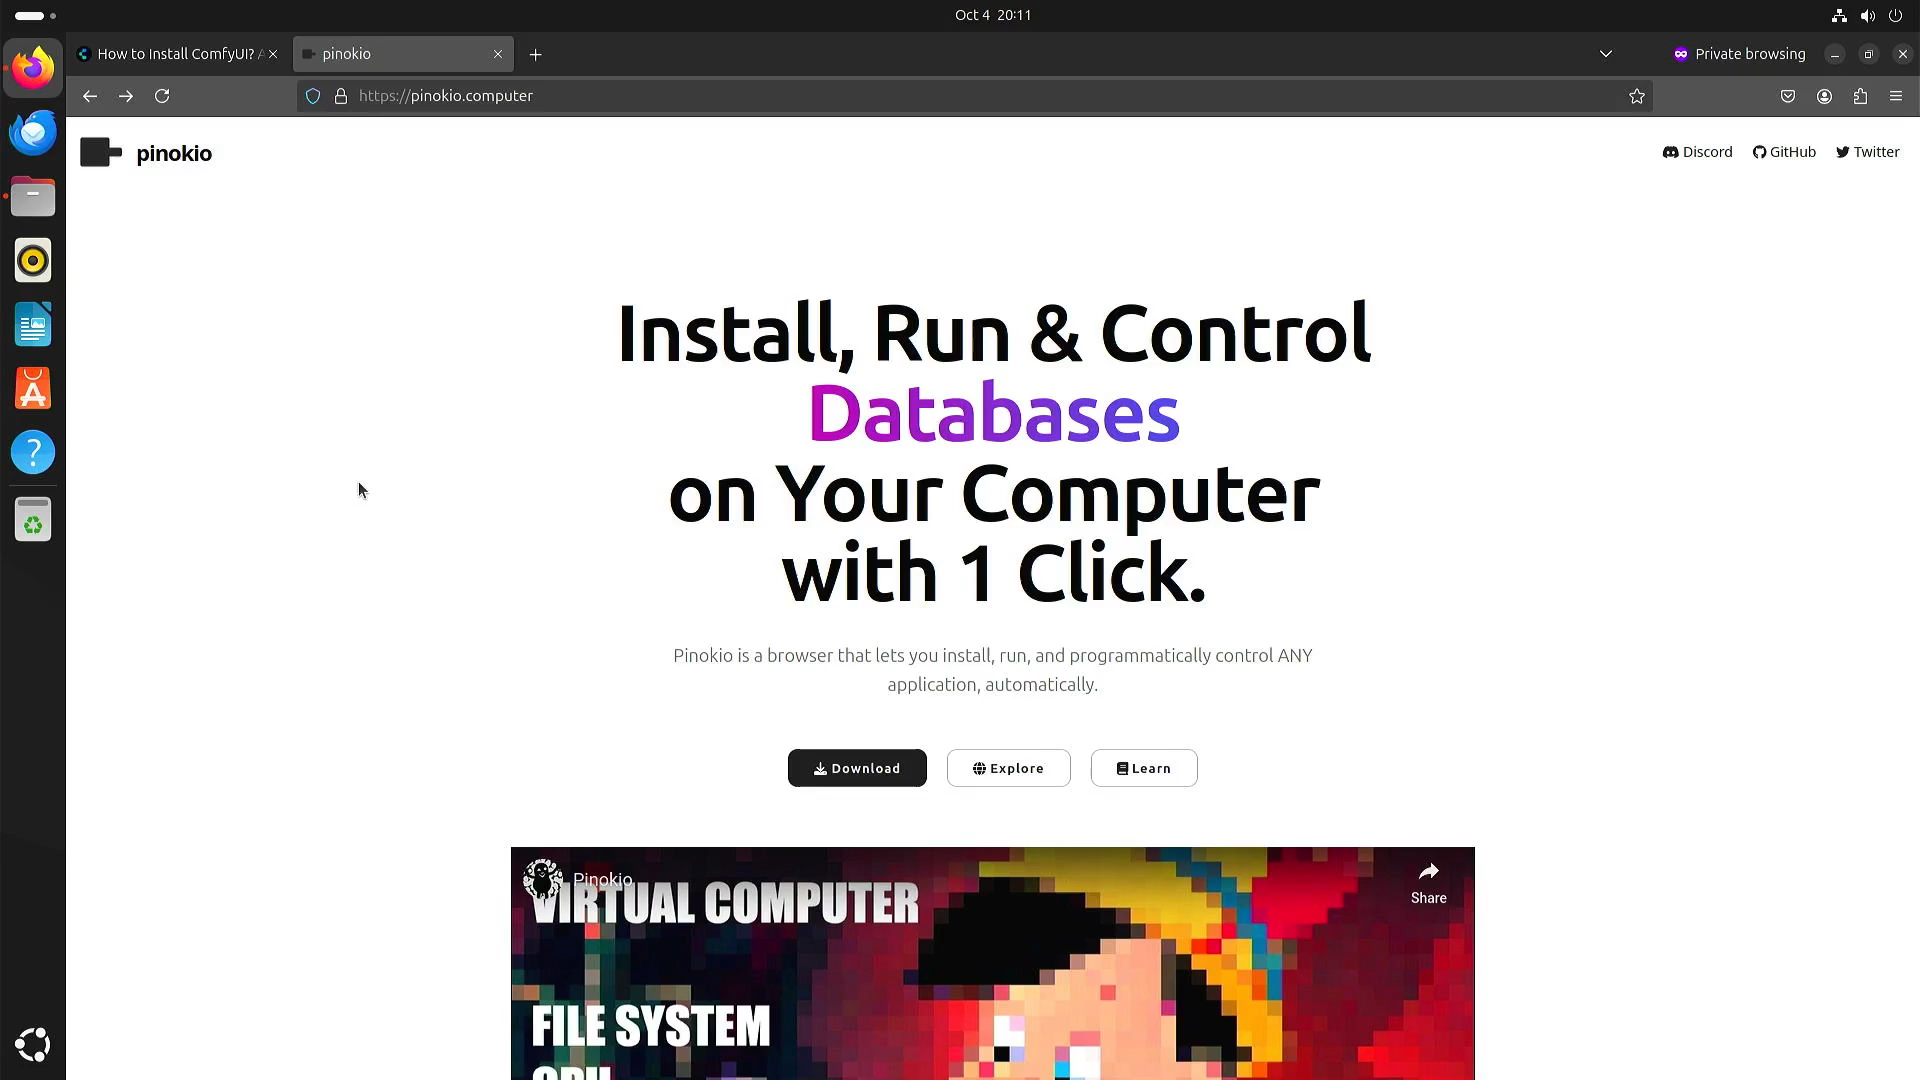 Oct 4 20:11
How to Install ComfyUI? A
pinokio
Private browsing
https://pinokio.computer
pinokio
Discord
GitHub
Twitter
Install, Run & Control
Databases
on Your Computer
with 1 Click.
Pinokio is a browser that lets you install, run, and programmatically control ANY
application, automatically.
Download
Explore
Learn
Pinokio
Share
VIRTUAL COMPUTER
FILE SYSTEM